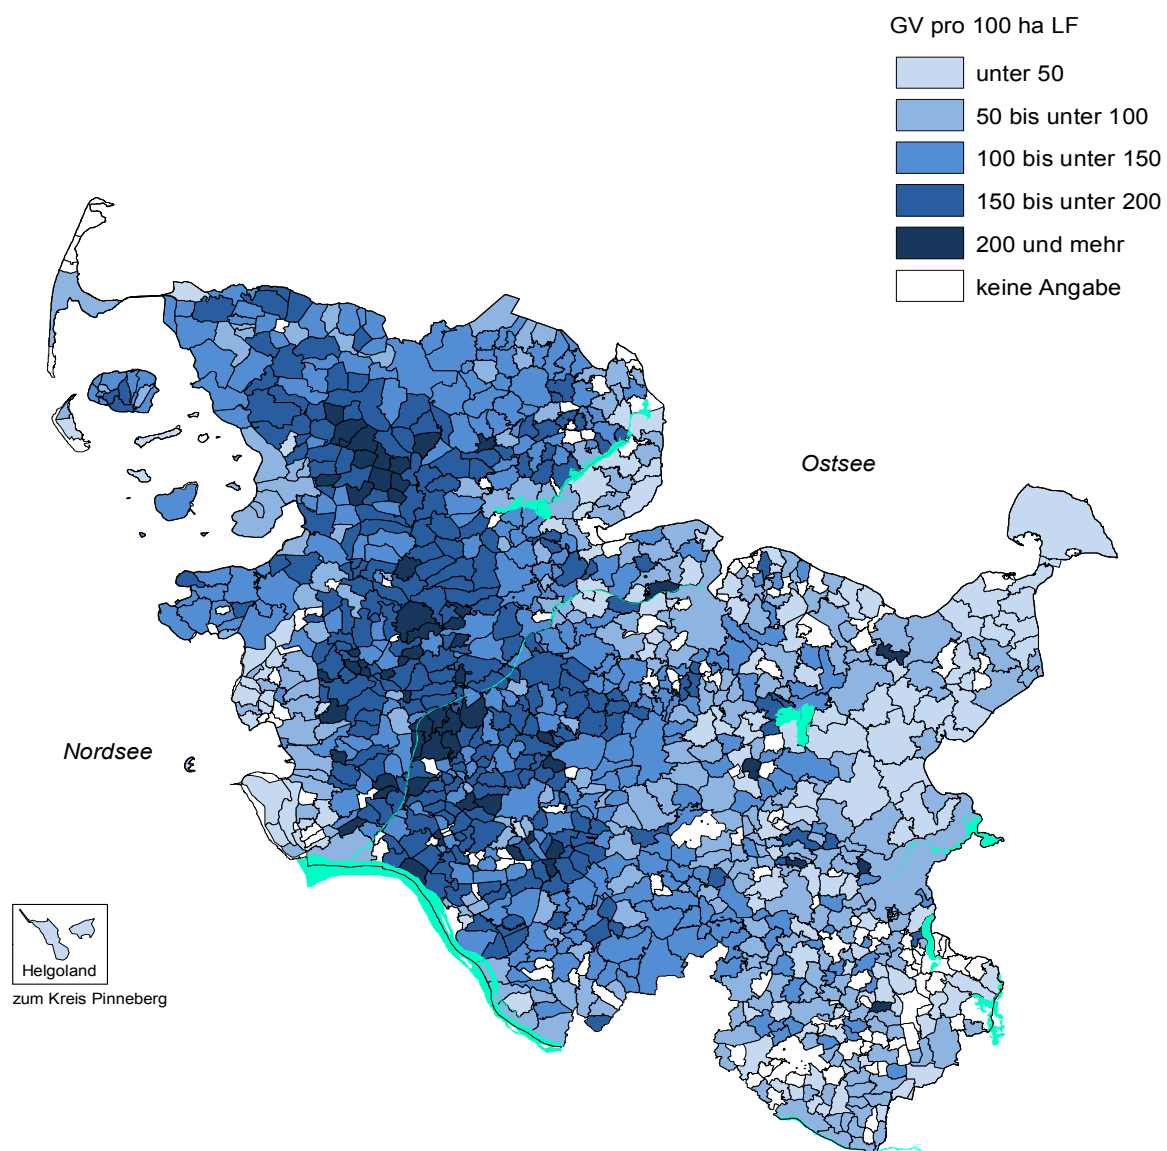 GV pro 100 ha LF
unter 50
50 bis unter 100
100 bis unter 150
150 bis unter 200
200 und mehr
keine Angabe
Ostsee
Nordsee
Helgoland
zum Kreis Pinneberg